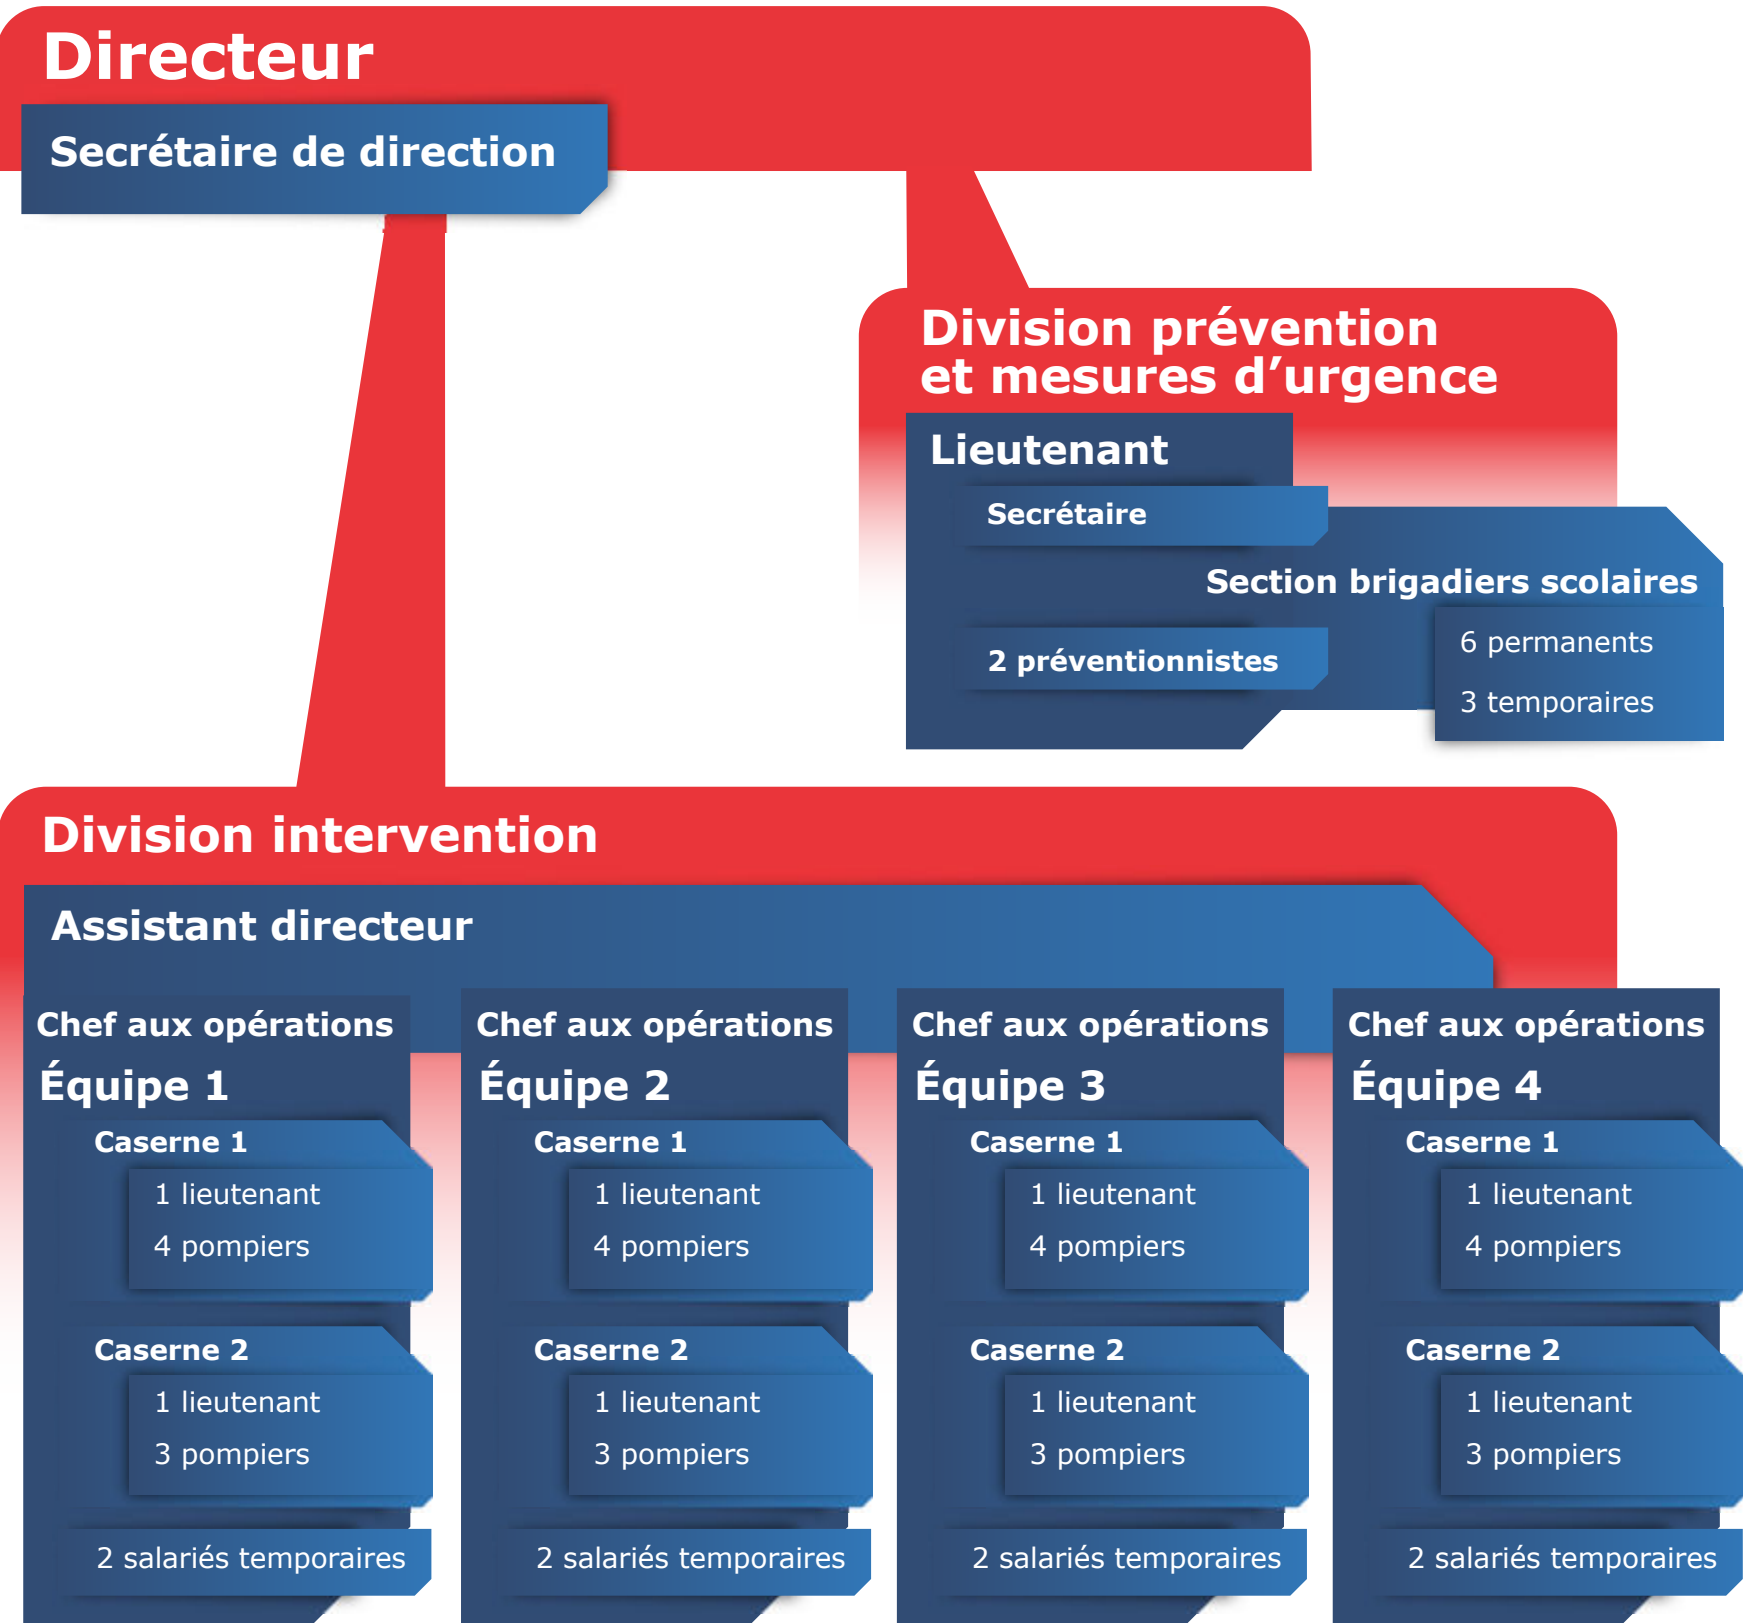 Directeur
Secrétaire de direction
Division prévention
et mesures d’urgence
Lieutenant
Secrétaire
Section brigadiers scolaires
6 permanents
3 temporaires
2 préventionnistes
Division intervention
Assistant directeur
Chef aux opérations
Équipe 1
Caserne 1
1 lieutenant
4 pompiers
Caserne 2
1 lieutenant
3 pompiers
2 salariés temporaires
Chef aux opérations
Équipe 2
Caserne 1
1 lieutenant
4 pompiers
Caserne 2
1 lieutenant
3 pompiers
2 salariés temporaires
Chef aux opérations
Équipe 3
Caserne 1
1 lieutenant
4 pompiers
Caserne 2
1 lieutenant
3 pompiers
2 salariés temporaires
Chef aux opérations
Équipe 4
Caserne 1
1 lieutenant
4 pompiers
Caserne 2
1 lieutenant
3 pompiers
2 salariés temporaires